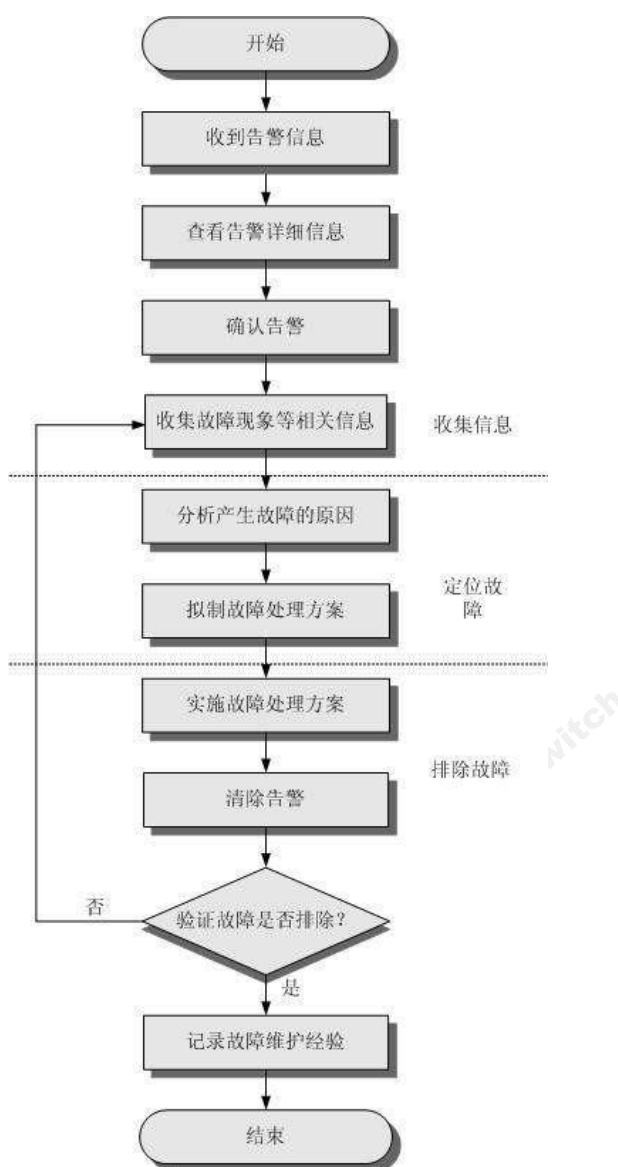 开始
收到告警信息
查看告警详细信息
确认告警
收集故障现象等相关信息
收集信息
分析产生故障的原因
拟制故障处理方案
定位故
障
实施故障处理方案
排除故障
清除告警
验证故障是否排除?
否
是
记录故障维护经验
结束